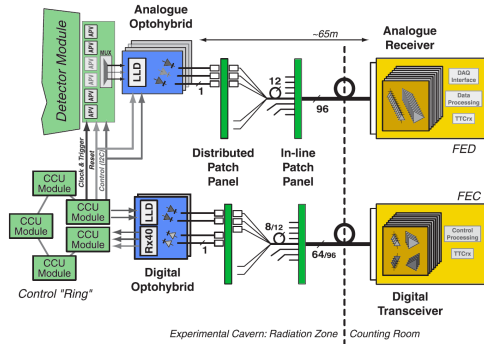 Analogue
Optohybrid
~65m
Analogue
Receiver
Detector Module
APV
APV
APV
APV
APV
APV
MUX
LLD
1
12
96
DAQ
Interface
Data
Processing
TTCrx
FED
Distributed
Patch
Panel
In-line
Patch
Panel
Clock & Trigger
Reset
Control (I2C)
CCU
Module
CCU
Module
CCU
Module
CCU
Module
CCU
Module
Control "Ring"
LLD
Rx40
1
Digital
Optohybrid
8/12
64/96
FEC
Control
Processing
TTCrx
Digital
Transceiver
Experimental Cavern: Radiation Zone
Counting Room